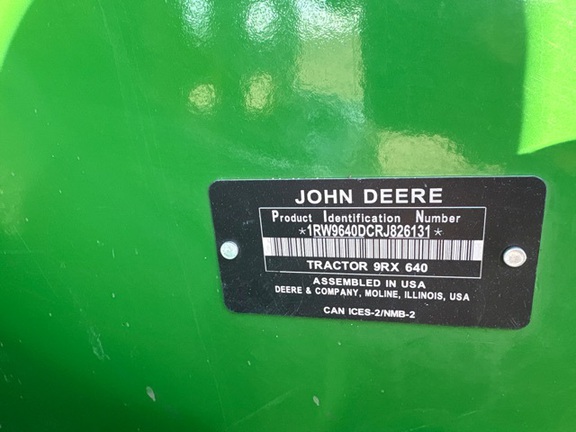 JOHN DEERE
Product Identification Number
*1RW9640DCRJ826131*
TRACTOR 9RX 640
ASSEMBLED IN USA
DEERE & COMPANY, MOLINE, ILLINOIS, USA
CAN ICES-2/NMB-2